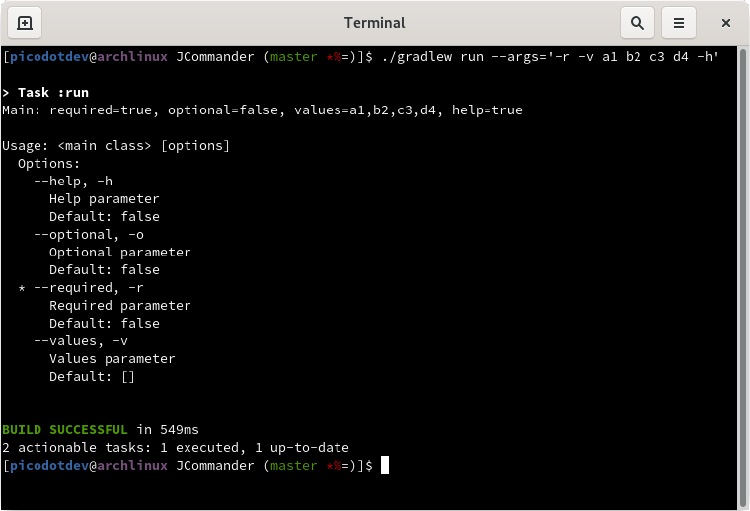 Terminal
[picodotdev@archlinux JCommander (master *%=)]$ ./gradlew run --args='-r -v a1 b2 c3 d4 -h'
> Task :run
Main: required=true, optional=false, values=a1,b2,c3,d4, help=true
Usage: <main class> [options]
  Options:
    --help, -h
      Help parameter
      Default: false
    --optional, -o
      Optional parameter
      Default: false
  * --required, -r
      Required parameter
      Default: false
    --values, -v
      Values parameter
      Default: []
BUILD SUCCESSFUL in 549ms
2 actionable tasks: 1 executed, 1 up-to-date
[picodotdev@archlinux JCommander (master *%=)]$